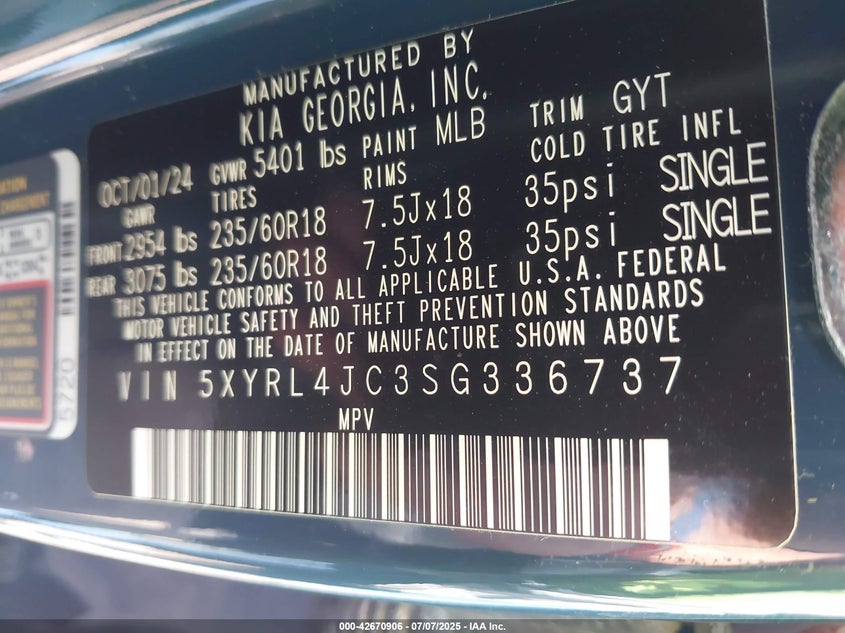 MANUFACTURED BY
KIA GEORGIA, INC.
OCT/01/24 GVWR 5401 lbs PAINT MLB TRIM GYT
GAWR TIRES RIMS COLD TIRE INFL
FRONT 2954 lbs 235/60R18 7.5Jx18 35psi SINGLE
REAR 3075 lbs 235/60R18 7.5Jx18 35psi SINGLE
THIS VEHICLE CONFORMS TO ALL APPLICABLE U.S.A. FEDERAL
MOTOR VEHICLE SAFETY AND THEFT PREVENTION STANDARDS
IN EFFECT ON THE DATE OF MANUFACTURE SHOWN ABOVE
VIN 5XYRL4JC3SG336737
MPV
5720
000-42670906 - 07/07/2025 - IAA Inc.